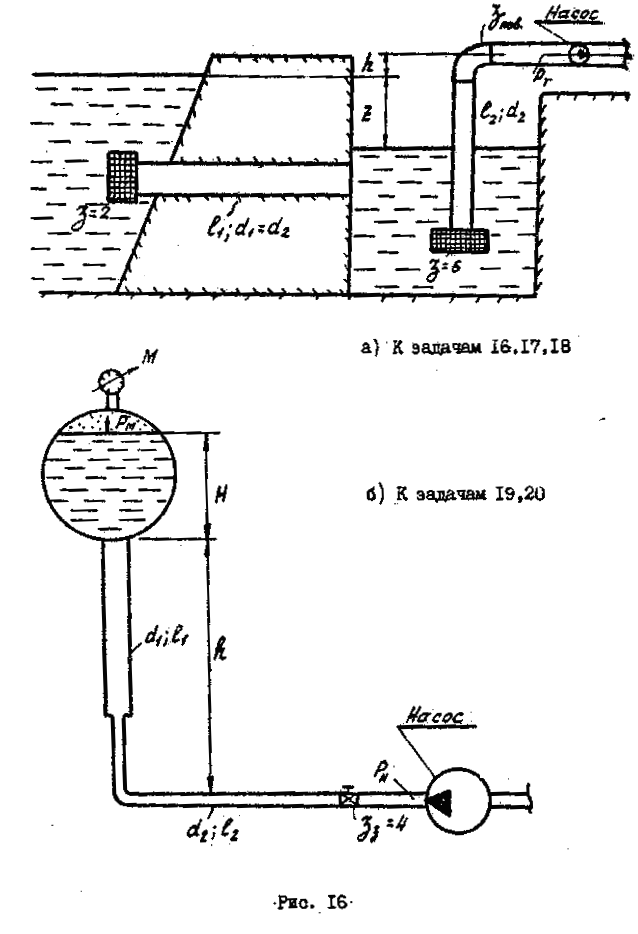 ζпов.
Насос
h
z
Pг
l₂; d₂
ζ=2
l₁; d₁=d₂
ζ=6
а) К задачам 16,17,18
M
Pм
H
б) К задачам 19,20
d₁; l₁
h
Насос
Pн
d₂; l₂
ζз=4
Рис. 16